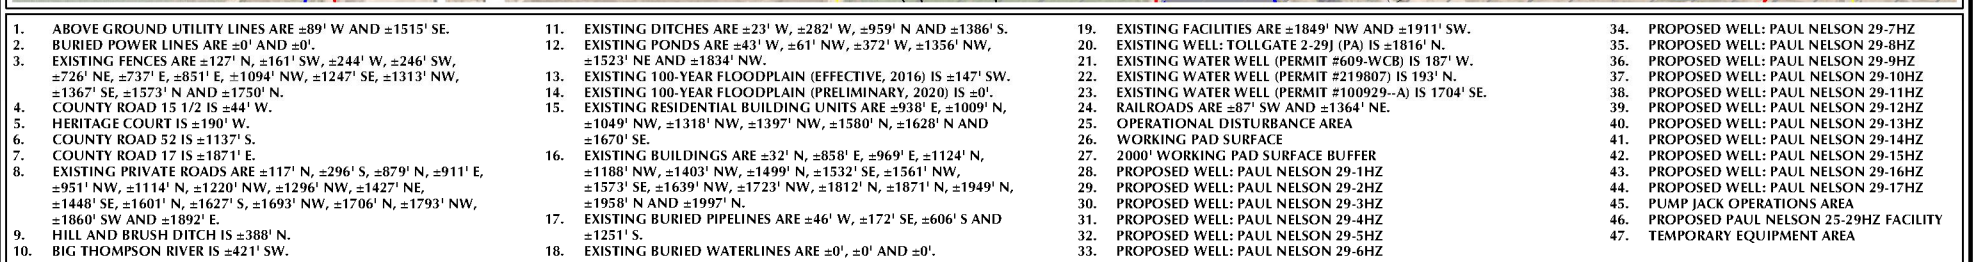 1. ABOVE GROUND UTILITY LINES ARE ±89' W AND ±1515' SE.
2. BURIED POWER LINES ARE ±0' AND ±0'.
3. EXISTING FENCES ARE ±127' N, ±161' SW, ±244' W, ±246' SW,
±726' NE, ±737' E, ±851' E, ±1094' NW, ±1247' SE, ±1313' NW,
±1367' SE, ±1573' N AND ±1750' N.
4. COUNTY ROAD 15 1/2 IS ±44' W.
5. HERITAGE COURT IS ±190' W.
6. COUNTY ROAD 52 IS ±1137' S.
7. COUNTY ROAD 17 IS ±1871' E.
8. EXISTING PRIVATE ROADS ARE ±117' N, ±296' S, ±879' N, ±911' E,
±951' NW, ±1114' N, ±1220' NW, ±1296' NW, ±1427' NE,
±1448' SE, ±1601' N, ±1627' S, ±1693' NW, ±1706' N, ±1793' NW,
±1860' SW AND ±1892' E.
9. HILL AND BRUSH DITCH IS ±388' N.
10. BIG THOMPSON RIVER IS ±421' SW.
11. EXISTING DITCHES ARE ±23' W, ±282' W, ±959' N AND ±1386' S.
12. EXISTING PONDS ARE ±43' W, ±61' NW, ±372' W, ±1356' NW,
±1523' NE AND ±1834' NW.
13. EXISTING 100-YEAR FLOODPLAIN (EFFECTIVE, 2016) IS ±147' SW.
14. EXISTING 100-YEAR FLOODPLAIN (PRELIMINARY, 2020) IS ±0'.
15. EXISTING RESIDENTIAL BUILDING UNITS ARE ±938' E, ±1009' N,
±1049' NW, ±1318' NW, ±1397' NW, ±1580' N, ±1628' N AND
±1670' SE.
16. EXISTING BUILDINGS ARE ±32' N, ±858' E, ±969' E, ±1124' N,
±1188' NW, ±1403' NW, ±1499' N, ±1532' SE, ±1561' NW,
±1573' SE, ±1639' NW, ±1723' NW, ±1812' N, ±1871' N, ±1949' N,
±1958' N AND ±1997' N.
17. EXISTING BURIED PIPELINES ARE ±46' W, ±172' SE, ±606' S AND
±1251' S.
18. EXISTING BURIED WATERLINES ARE ±0', ±0' AND ±0'.
19. EXISTING FACILITIES ARE ±1849' NW AND ±1911' SW.
20. EXISTING WELL: TOLLGATE 2-29J (PA) IS ±1816' N.
21. EXISTING WATER WELL (PERMIT #609-WCB) IS 187' W.
22. EXISTING WATER WELL (PERMIT #219807) IS 193' N.
23. EXISTING WATER WELL (PERMIT #100929--A) IS 1704' SE.
24. RAILROADS ARE ±87' SW AND ±1364' NE.
25. OPERATIONAL DISTURBANCE AREA
26. WORKING PAD SURFACE
27. 2000' WORKING PAD SURFACE BUFFER
28. PROPOSED WELL: PAUL NELSON 29-1HZ
29. PROPOSED WELL: PAUL NELSON 29-2HZ
30. PROPOSED WELL: PAUL NELSON 29-3HZ
31. PROPOSED WELL: PAUL NELSON 29-4HZ
32. PROPOSED WELL: PAUL NELSON 29-5HZ
33. PROPOSED WELL: PAUL NELSON 29-6HZ
34. PROPOSED WELL: PAUL NELSON 29-7HZ
35. PROPOSED WELL: PAUL NELSON 29-8HZ
36. PROPOSED WELL: PAUL NELSON 29-9HZ
37. PROPOSED WELL: PAUL NELSON 29-10HZ
38. PROPOSED WELL: PAUL NELSON 29-11HZ
39. PROPOSED WELL: PAUL NELSON 29-12HZ
40. PROPOSED WELL: PAUL NELSON 29-13HZ
41. PROPOSED WELL: PAUL NELSON 29-14HZ
42. PROPOSED WELL: PAUL NELSON 29-15HZ
43. PROPOSED WELL: PAUL NELSON 29-16HZ
44. PROPOSED WELL: PAUL NELSON 29-17HZ
45. PUMP JACK OPERATIONS AREA
46. PROPOSED PAUL NELSON 25-29HZ FACILITY
47. TEMPORARY EQUIPMENT AREA